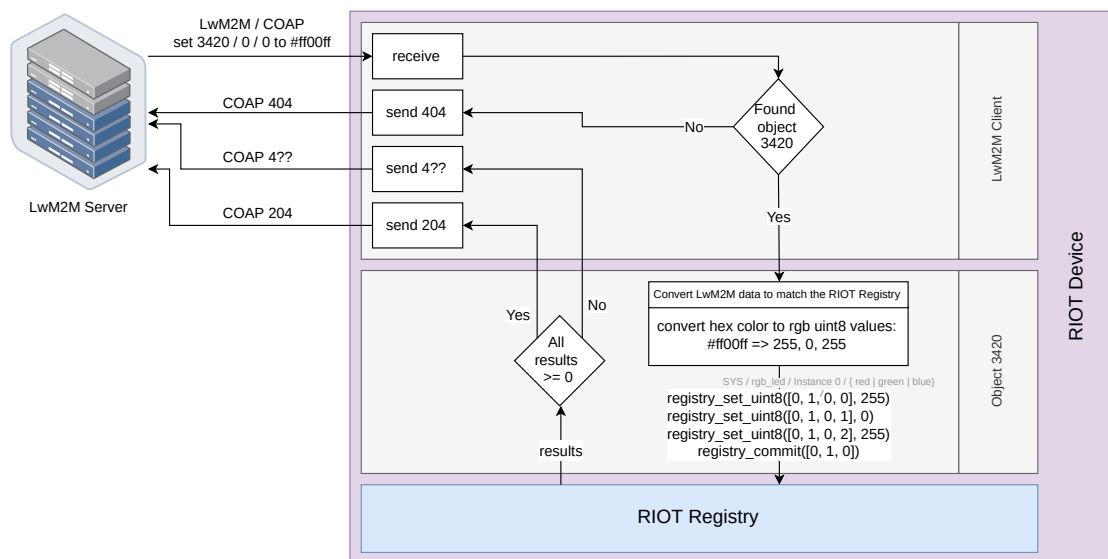 LwM2M / COAP
set 3420 / 0 / 0 to #ff00ff
receive
COAP 404
send 404
No
Found
object
3420
COAP 4??
send 4??
LwM2M Server
COAP 204
send 204
Yes
LwM2M Client
RIOT Device
Convert LwM2M data to match the RIOT Registry
convert hex color to rgb uint8 values:
#ff00ff => 255, 0, 255
Yes
No
All
results
>= 0
SYS / rgb_led / Instance 0 / { red | green | blue}
registry_set_uint8([0, 1, 0, 0], 255)
registry_set_uint8([0, 1, 0, 1], 0)
registry_set_uint8([0, 1, 0, 2], 255)
registry_commit([0, 1, 0])
results
Object 3420
RIOT Registry